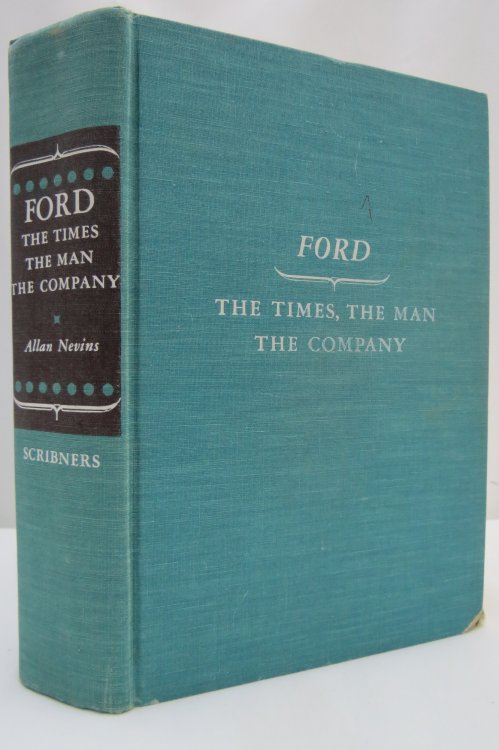 FORD
THE TIMES
THE MAN
THE COMPANY
Allan Nevins
SCRIBNERS
FORD
THE TIMES, THE MAN
THE COMPANY